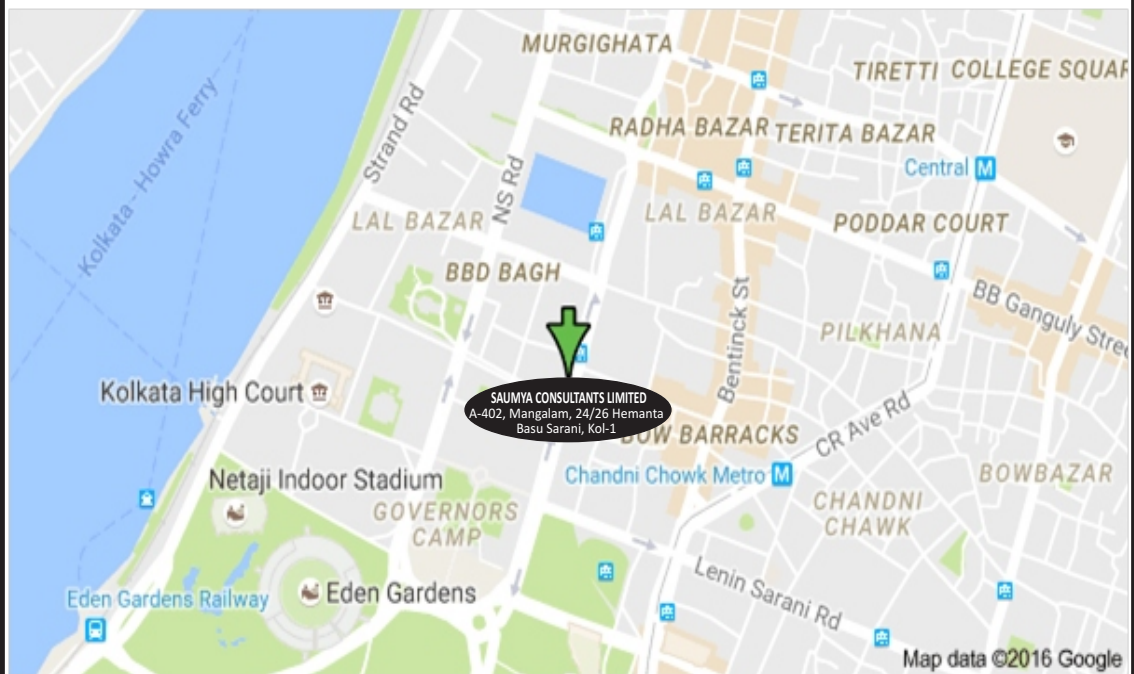 MURGIGHATA
TIRETTI COLLEGE SQUAR
Strand Rd
Kolkata - Howra Ferry
RADHA BAZAR
TERITA BAZAR
Central M
NS Rd
LAL BAZAR
LAL BAZAR
PODDAR COURT
BBD BAGH
BB Ganguly Stree
Bentinck St
PILKHANA
Kolkata High Court
SAUMYA CONSULTANTS LIMITED
A-402, Mangalam, 24/26 Hemanta
Basu Sarani, Kol-1
BOW BARRACKS
CR Ave Rd
Chandni Chowk Metro M
BOWBAZAR
Netaji Indoor Stadium
GOVERNORS
CAMP
CHANDNI
CHAWK
Lenin Sarani Rd
Eden Gardens
Eden Gardens Railway
Map data ©2016 Google